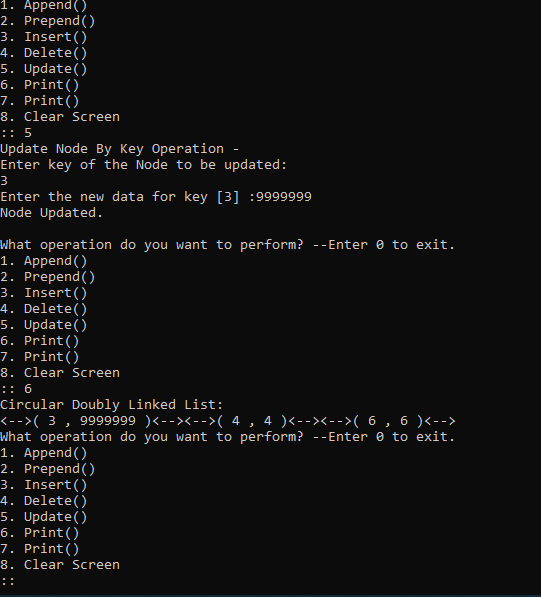 1. Append()
2. Prepend()
3. Insert()
4. Delete()
5. Update()
6. Print()
7. Print()
8. Clear Screen
:: 5
Update Node By Key Operation -
Enter key of the Node to be updated:
3
Enter the new data for key [3] :9999999
Node Updated.

What operation do you want to perform? --Enter 0 to exit.
1. Append()
2. Prepend()
3. Insert()
4. Delete()
5. Update()
6. Print()
7. Print()
8. Clear Screen
:: 6
Circular Doubly Linked List:
<-->( 3 , 9999999 )<--><-->( 4 , 4 )<--><-->( 6 , 6 )<-->
What operation do you want to perform? --Enter 0 to exit.
1. Append()
2. Prepend()
3. Insert()
4. Delete()
5. Update()
6. Print()
7. Print()
8. Clear Screen
::